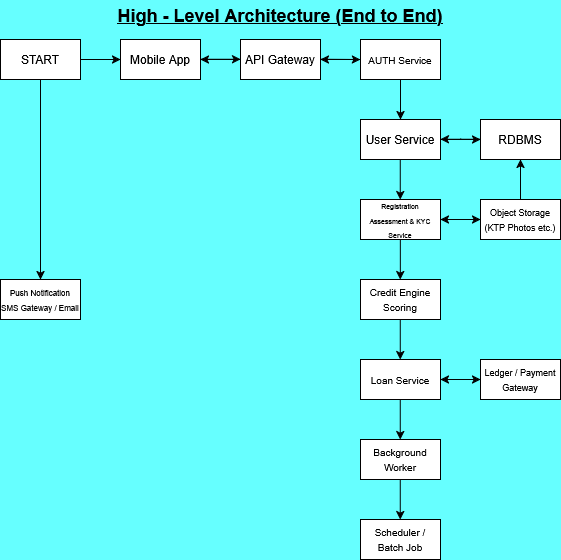 High - Level Architecture (End to End)
START
Mobile App
API Gateway
AUTH Service
User Service
RDBMS
Registration
Assessment & KYC
Service
Object Storage
(KTP Photos etc.)
Push Notification
SMS Gateway / Email
Credit Engine
Scoring
Loan Service
Ledger / Payment
Gateway
Background
Worker
Scheduler /
Batch Job